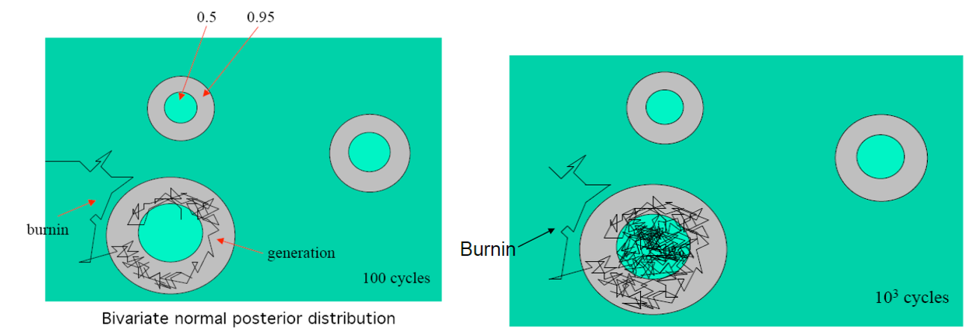 0.5 0.95
burnin
generation
100 cycles
Bivariate normal posterior distribution
Burnin
10³ cycles